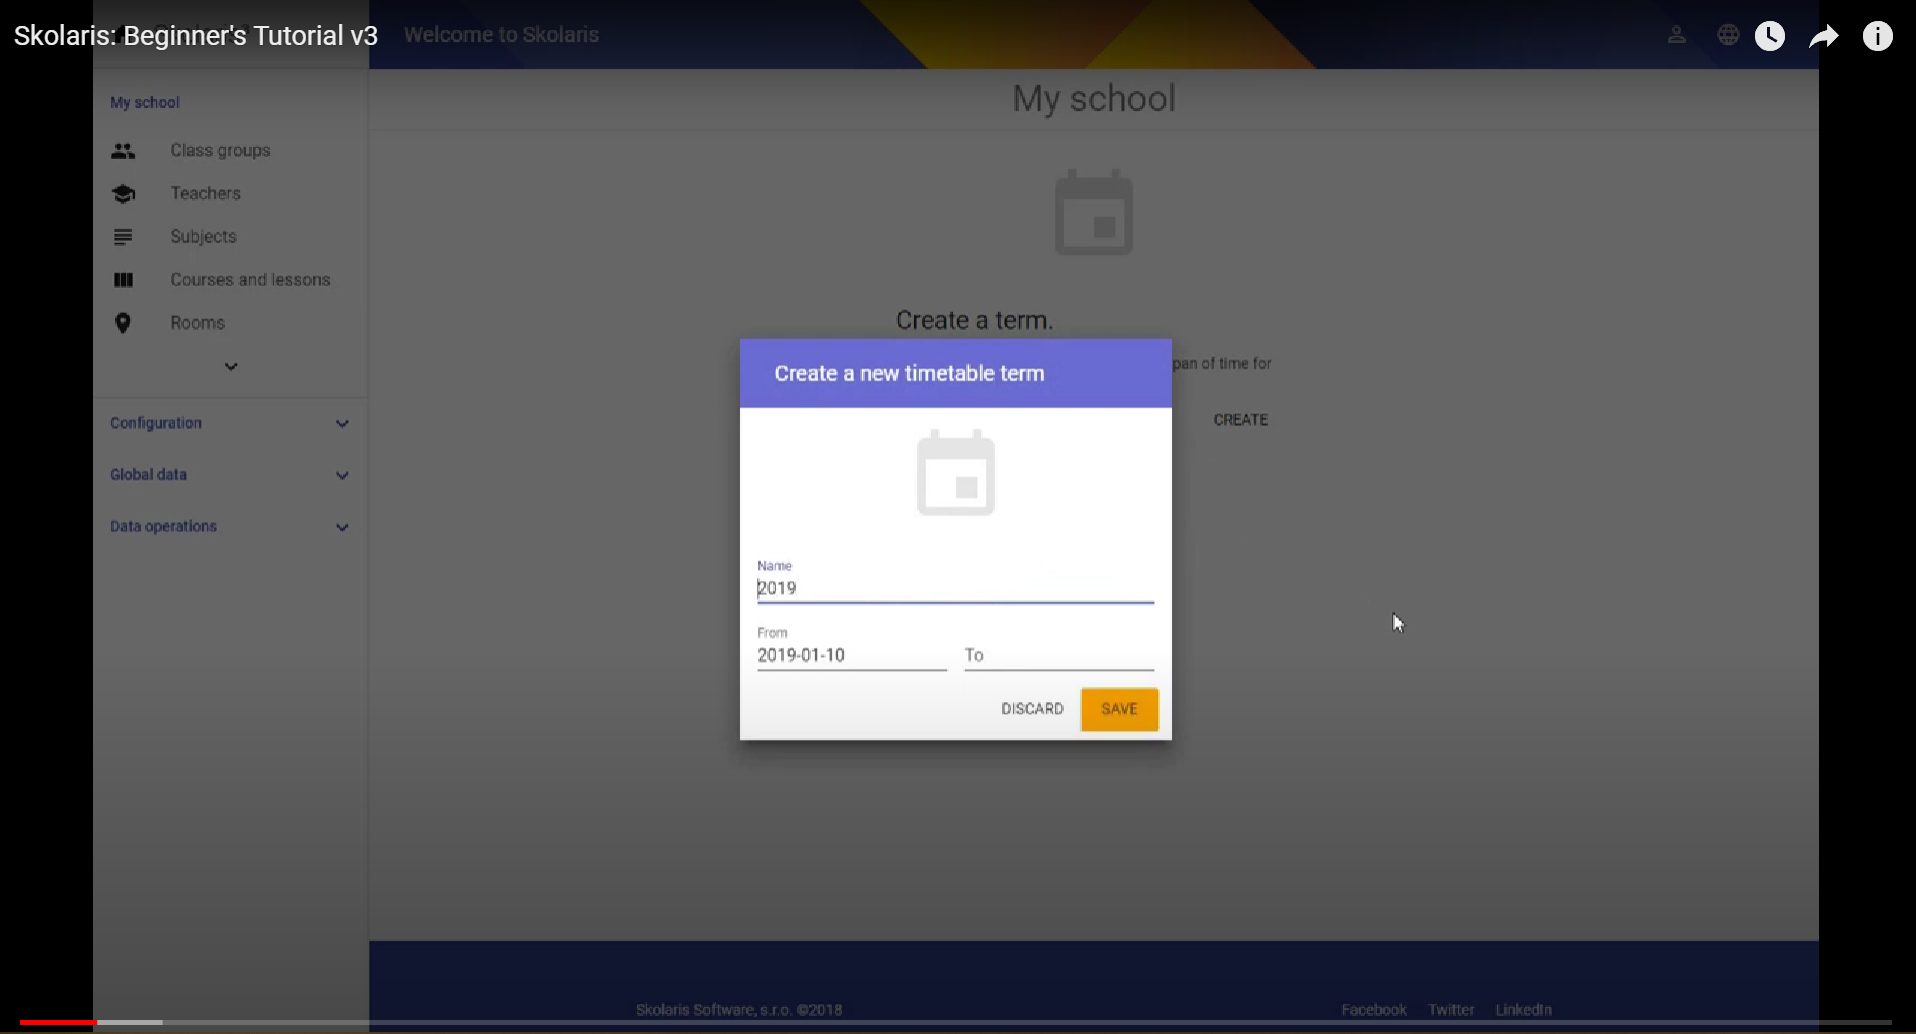 Skolaris: Beginner's Tutorial v3
Welcome to Skolaris
My school
My school
Class groups
Teachers
Subjects
Courses and lessons
Rooms
Configuration
Global data
Data operations
Create a term.
pan of time for
CREATE
Create a new timetable term
Name
2019
From
2019-01-10
To
DISCARD
SAVE
Skolaris Software, s.r.o. ©2018
Facebook Twitter LinkedIn